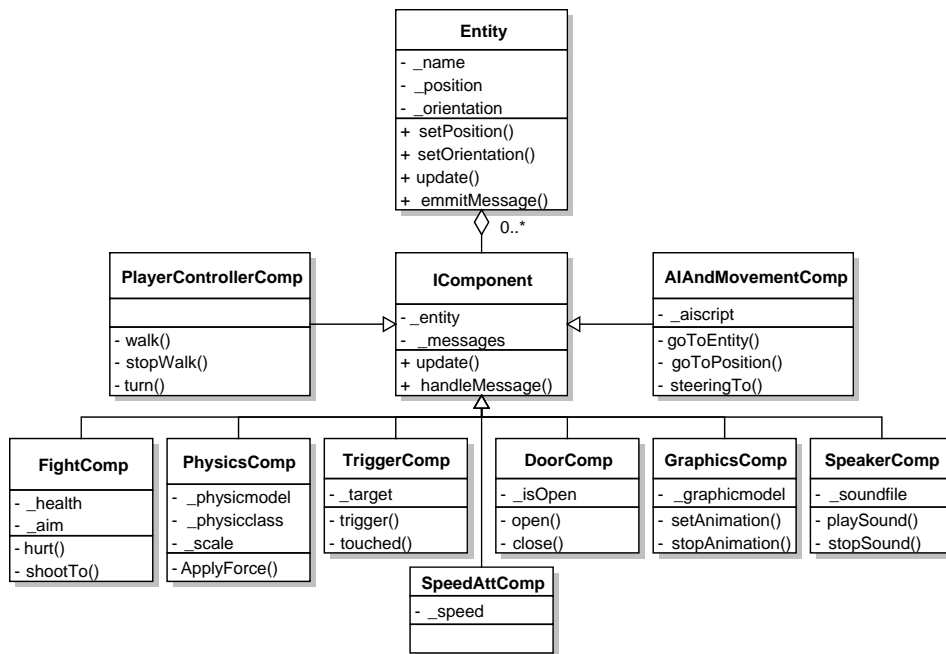 Entity
- _name
- _position
- _orientation
+ setPosition()
+ setOrientation()
+ update()
+ emmitMessage()
0..*
PlayerControllerComp
- walk()
- stopWalk()
- turn()
IComponent
- _entity
- _messages
+ update()
+ handleMessage()
AIAndMovementComp
- _aiscript
- goToEntity()
- goToPosition()
- steeringTo()
FightComp
- _health
- _aim
- hurt()
- shootTo()
PhysicsComp
- _physicmodel
- _physicclass
- _scale
- ApplyForce()
TriggerComp
- _target
- trigger()
- touched()
DoorComp
- _isOpen
- open()
- close()
GraphicsComp
- _graphicmodel
- setAnimation()
- stopAnimation()
SpeakerComp
- _soundfile
- playSound()
- stopSound()
SpeedAttComp
- _speed